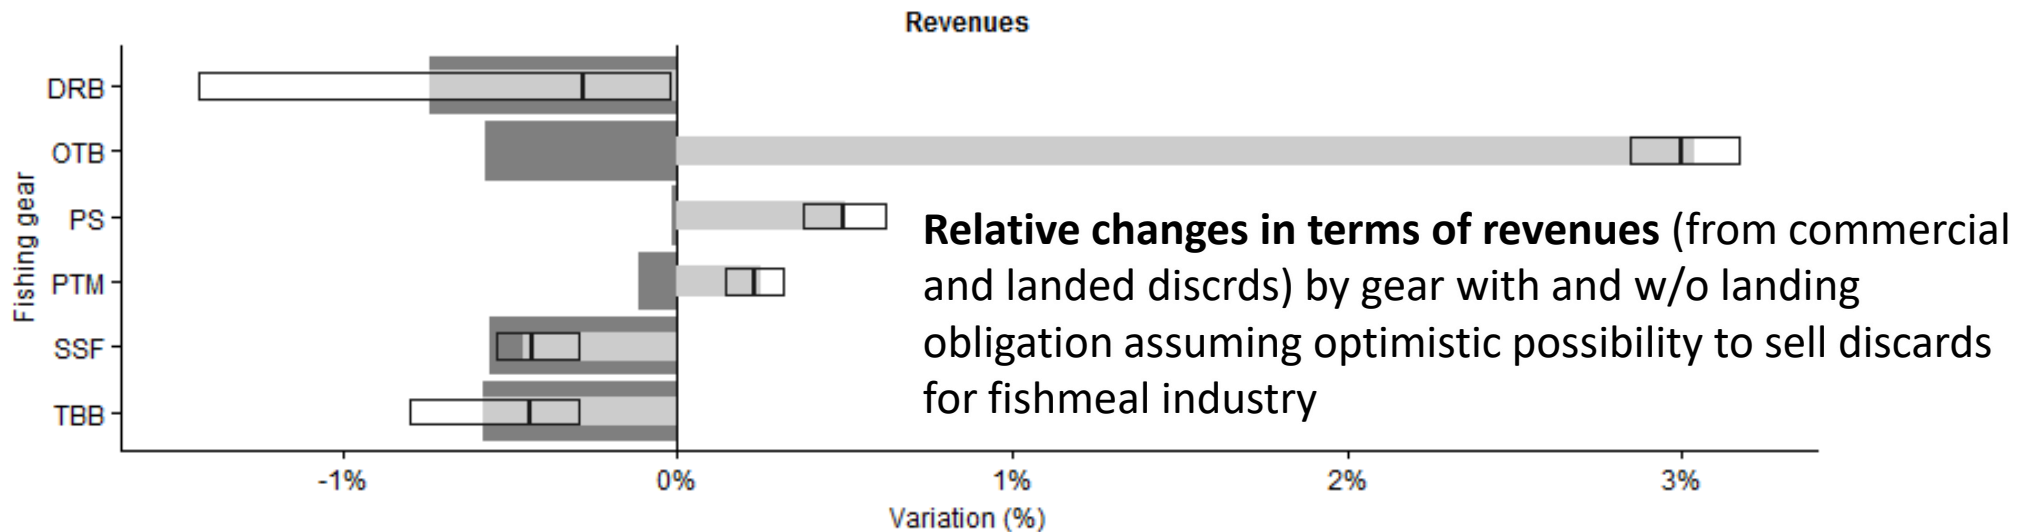 Revenues
DRB
OTB
PS
PTM
SSF
TBB
Fishing gear
Relative changes in terms of revenues (from commercial
and landed discrds) by gear with and w/o landing
obligation assuming optimistic possibility to sell discards
for fishmeal industry
-1%
0%
1%
2%
3%
Variation (%)